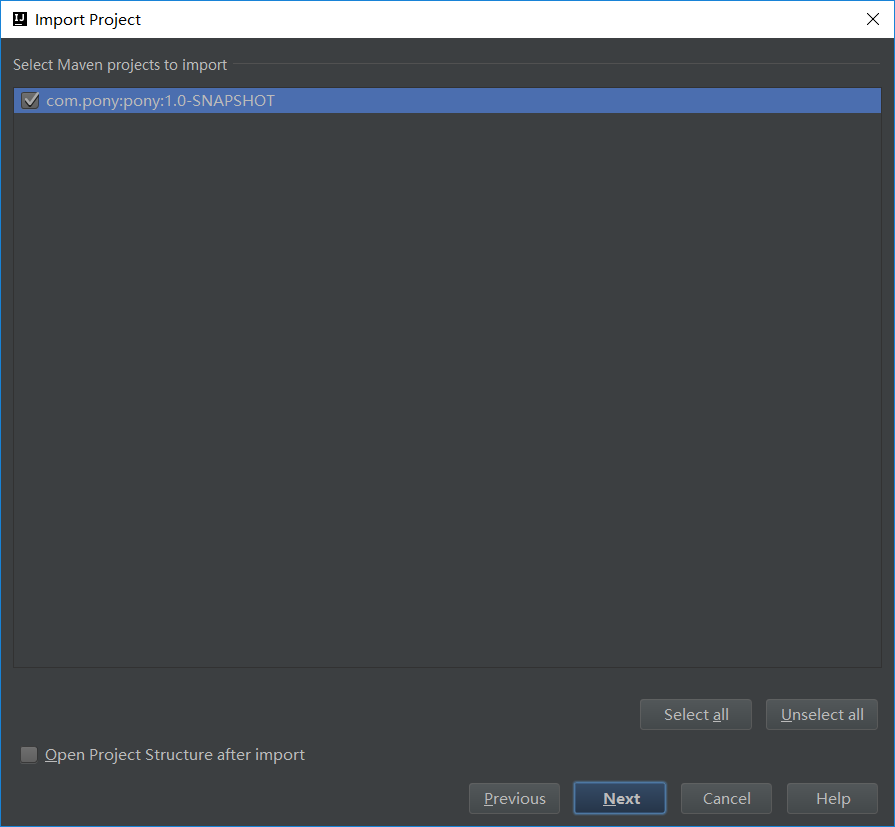 Import Project
Select Maven projects to import
com.pony:pony:1.0-SNAPSHOT
Select all Unselect all
Open Project Structure after import
Previous Next Cancel Help